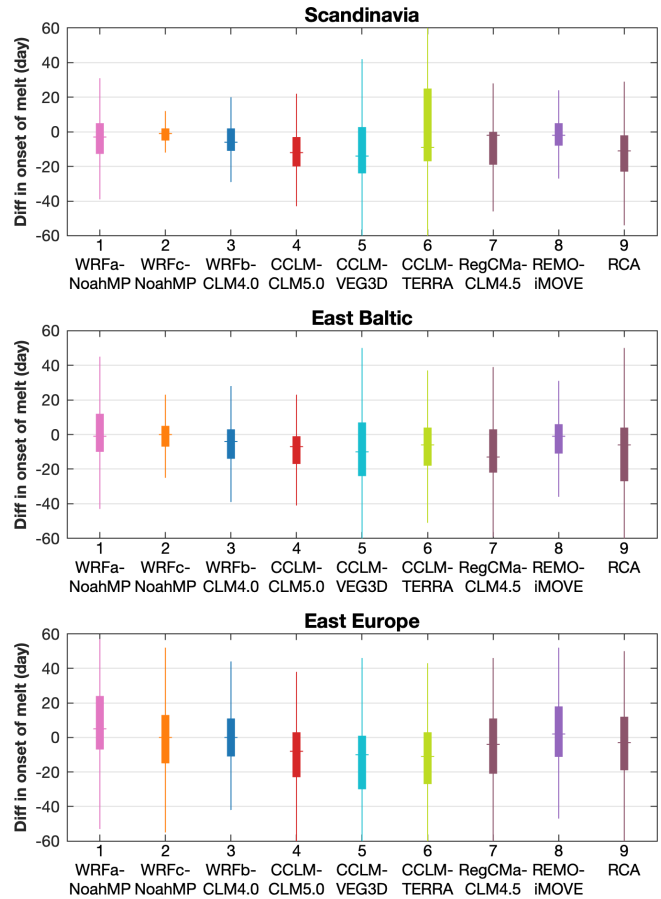 Scandinavia
Diff in onset of melt (day)
60
40
20
0
-20
-40
-60
1 2 3 4 5 6 7 8 9
WRFa- WRFc- WRFb- CCLM- CCLM- CCLM- RegCMa- REMO- RCA
NoahMP NoahMP CLM4.0 CLM5.0 VEG3D TERRA CLM4.5 iMOVE
East Baltic
Diff in onset of melt (day)
60
40
20
0
-20
-40
-60
1 2 3 4 5 6 7 8 9
WRFa- WRFc- WRFb- CCLM- CCLM- CCLM- RegCMa- REMO- RCA
NoahMP NoahMP CLM4.0 CLM5.0 VEG3D TERRA CLM4.5 iMOVE
East Europe
Diff in onset of melt (day)
60
40
20
0
-20
-40
-60
1 2 3 4 5 6 7 8 9
WRFa- WRFc- WRFb- CCLM- CCLM- CCLM- RegCMa- REMO- RCA
NoahMP NoahMP CLM4.0 CLM5.0 VEG3D TERRA CLM4.5 iMOVE